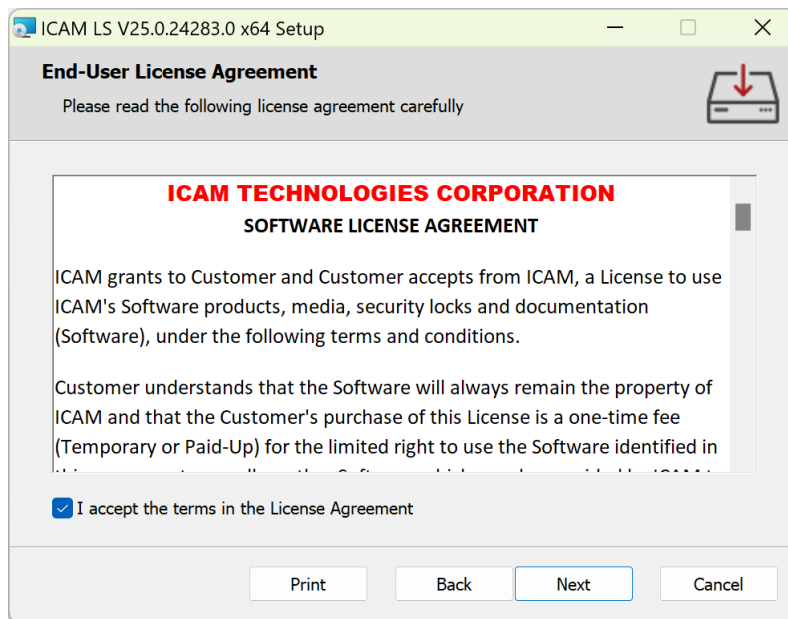 ICAM LS V25.0.24283.0 x64 Setup
End-User License Agreement
Please read the following license agreement carefully
ICAM TECHNOLOGIES CORPORATION
SOFTWARE LICENSE AGREEMENT
ICAM grants to Customer and Customer accepts from ICAM, a License to use
ICAM's Software products, media, security locks and documentation
(Software), under the following terms and conditions.
Customer understands that the Software will always remain the property of
ICAM and that the Customer's purchase of this License is a one-time fee
(Temporary or Paid-Up) for the limited right to use the Software identified in
I accept the terms in the License Agreement
Print Back Next Cancel